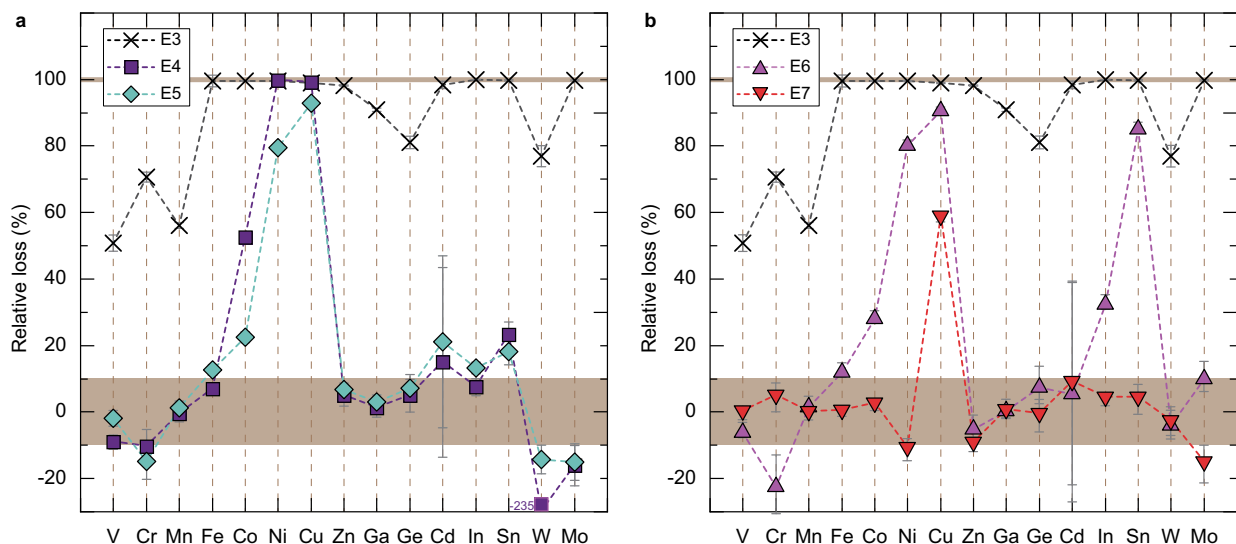 a
E3
E4
E5
Relative loss (%)
100
80
60
40
20
0
-20
-235
V Cr Mn Fe Co Ni Cu Zn Ga Ge Cd In Sn W Mo
b
E3
E6
E7
Relative loss (%)
100
80
60
40
20
0
-20
V Cr Mn Fe Co Ni Cu Zn Ga Ge Cd In Sn W Mo